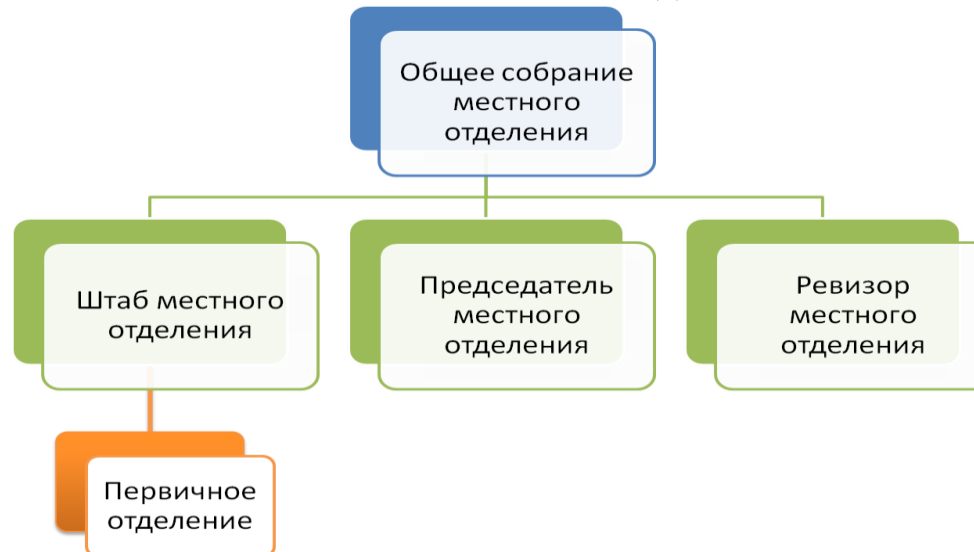 Общее собрание
местного
отделения
Штаб местного
отделения
Председатель
местного
отделения
Ревизор
местного
отделения
Первичное
отделение